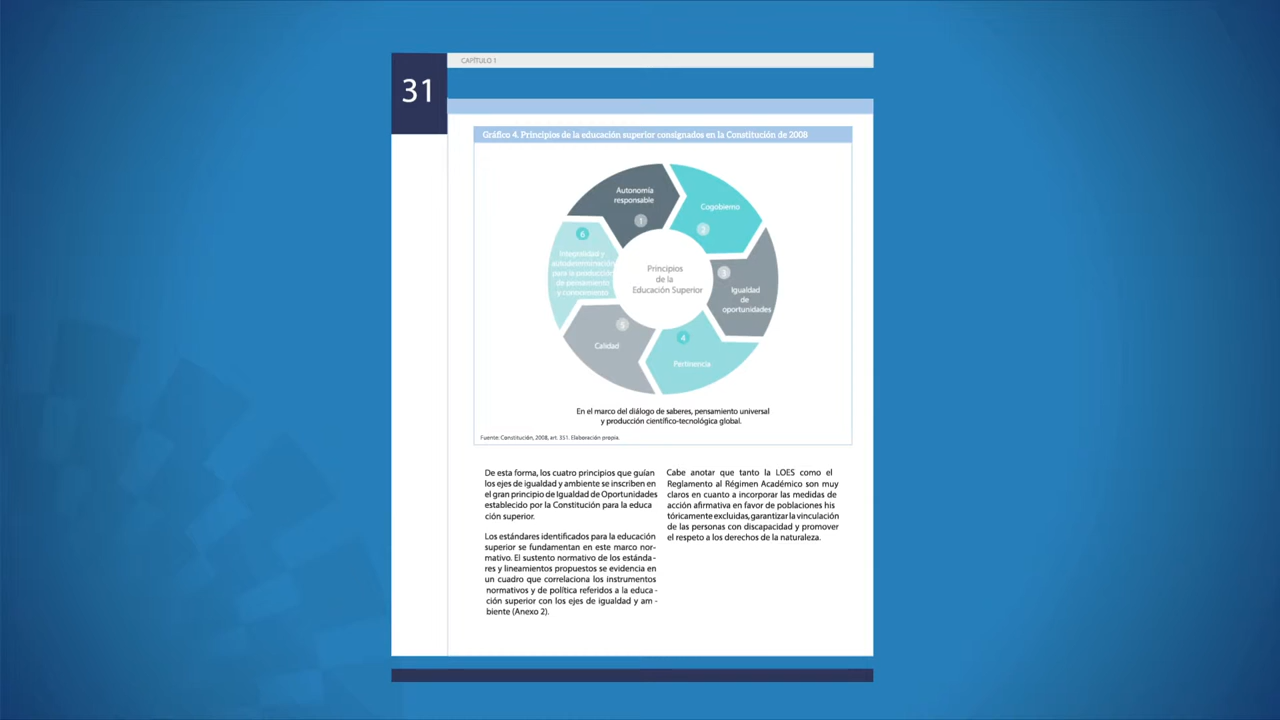 31
CAPÍTULO 1
Gráfico 4. Principios de la educación superior consignados en la Constitución de 2008
Autonomía
responsable
1
Cogobierno
2
3
Igualdad
de
oportunidades
4
Pertinencia
5
Calidad
6
Integralidad y
autodeterminación
para la producción
de pensamiento
y conocimiento
Principios
de la
Educación Superior
En el marco del diálogo de saberes, pensamiento universal
y producción científico-tecnológica global.
Fuente: Constitución, 2008, art. 351. Elaboración propia.
De esta forma, los cuatro principios que guían
los ejes de igualdad y ambiente se inscriben en
el gran principio de Igualdad de Oportunidades
establecido por la Constitución para la educa
ción superior.
Los estándares identificados para la educación
superior se fundamentan en este marco nor-
mativo. El sustento normativo de los estánda-
res y lineamientos propuestos se evidencia en
un cuadro que correlaciona los instrumentos
normativos y de política referidos a la educa -
ción superior con los ejes de igualdad y am -
biente (Anexo 2).
Cabe anotar que tanto la LOES como el
Reglamento al Régimen Académico son muy
claros en cuanto a incorporar las medidas de
acción afirmativa en favor de poblaciones his
tóricamente excluidas, garantizar la vinculación
de las personas con discapacidad y promover
el respeto a los derechos de la naturaleza.